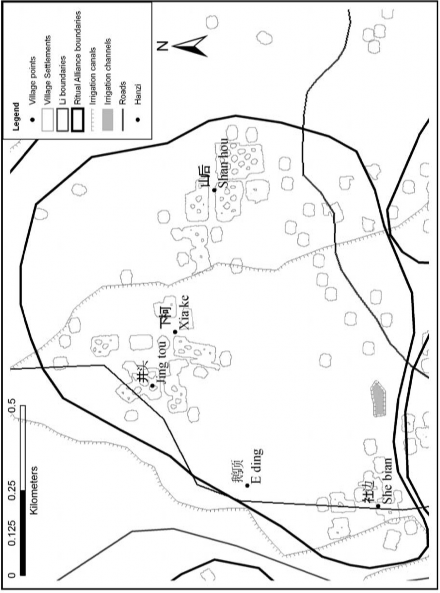 Legend
Village points
Village Settlements
Li boundaries
Ritual Alliance boundaries
Irrigation canals
Irrigation channels
Roads
Hanzi
N
山后
Shan hou
下柯
Xia ke
井头
Jing tou
鹅顶
E ding
社边
She bian
0 0.125 0.25 0.5
Kilometers